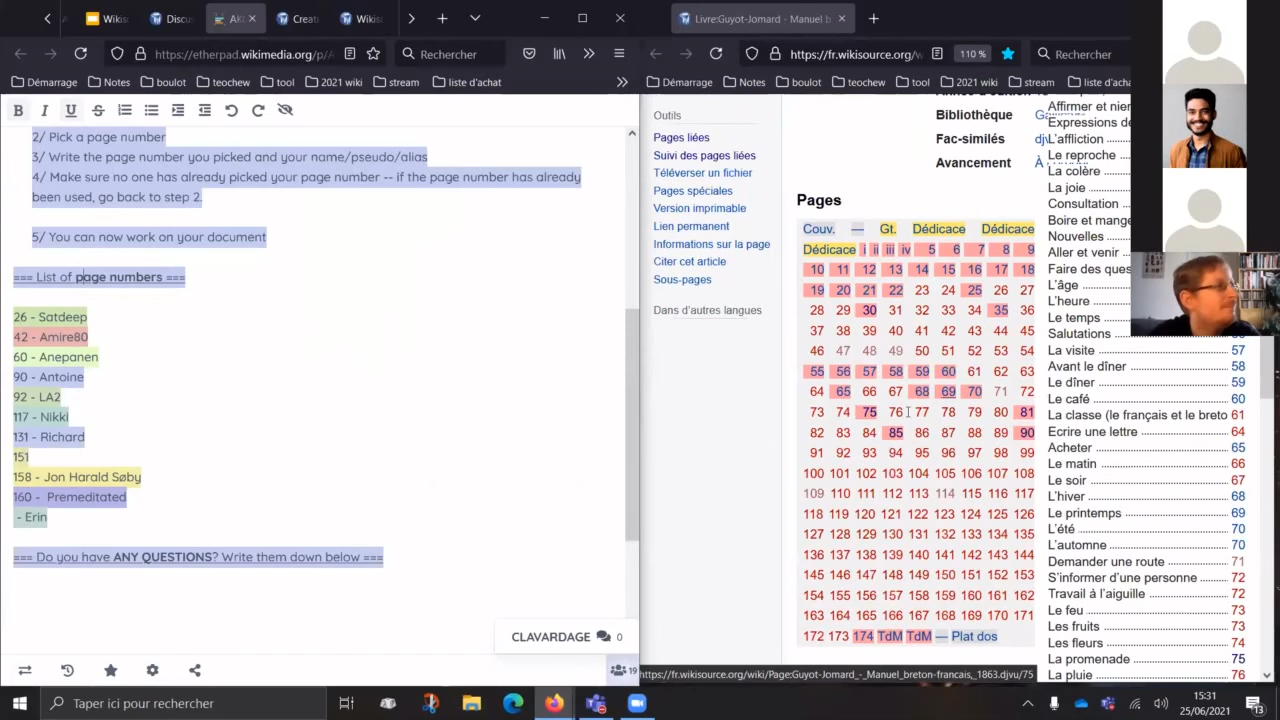 Wikis
Discus
AKC
Creati
Wikis
Livre:Guyot-Jomard - Manuel b
https://etherpad.wikimedia.org/p/
Rechercher
https://fr.wikisource.org/w
110 %
Rechercher
Démarrage Notes boulot teochew tool 2021 wiki stream liste d'achat
Démarrage Notes boulot teochew tool 2021 wiki stream liste d'achat
2/ Pick a page number
3/ Write the page number you picked and your name/pseudo/alias
4/ Make sure no one has already picked your page number - if the page number has already
been used, go back to step 2.
5/ You can now work on your document
=== List of page numbers ===
26 - Satdeep
42 - Amire80
60 - Anepanen
90 - Antoine
92 - LA2
117 - Nikki
131 - Richard
151
158 - Jon Harald Søby
160 - Premeditated
- Erin
=== Do you have ANY QUESTIONS? Write them down below ===
CLAVARDAGE 0
19
Outils
Pages liées
Suivi des pages liées
Téléverser un fichier
Pages spéciales
Version imprimable
Lien permanent
Informations sur la page
Citer cet article
Sous-pages
Dans d'autres langues
Bibliothèque
Fac-similés
Avancement
Pages
Couv. — Gt. Dédicace Dédicace
Dédicace i ii iii iv 5 6 7 8 9
10 11 12 13 14 15 16 17 18
19 20 21 22 23 24 25 26 27
28 29 30 31 32 33 34 35 36
37 38 39 40 41 42 43 44 45
46 47 48 49 50 51 52 53 54
55 56 57 58 59 60 61 62 63
64 65 66 67 68 69 70 71 72
73 74 75 76 77 78 79 80 81
82 83 84 85 86 87 88 89 90
91 92 93 94 95 96 97 98 99
100 101 102 103 104 105 106 107 108
109 110 111 112 113 114 115 116 117
118 119 120 121 122 123 124 125 126
127 128 129 130 131 132 133 134 135
136 137 138 139 140 141 142 143 144
145 146 147 148 149 150 151 152 153
154 155 156 157 158 159 160 161 162
163 164 165 166 167 168 169 170 171
172 173 174 TdM TdM — Plat dos
https://fr.wikisource.org/wiki/Page:Guyot-Jomard_-_Manuel_breton-francais,_1863.djvu/75
Affirmer et nier
Expressions de
L'affliction
Le reproche
La colère
La joie
Consultation
Boire et mange
Nouvelles
Aller et venir
Faire des ques
L'âge
L'heure
Le temps
Salutations
La visite 57
Avant le dîner 58
Le dîner 59
Le café 60
La classe (le français et le breto 61
Ecrire une lettre 64
Acheter 65
Le matin 66
Le soir 67
L'hiver 68
Le printemps 69
L'été 70
L'automne 70
Demander une route 71
S'informer d'une personne 72
Travail à l'aiguille 72
Le feu 73
Les fruits 73
Les fleurs 74
La promenade 75
La pluie 76
Taper ici pour rechercher
15:31
25/06/2021
13